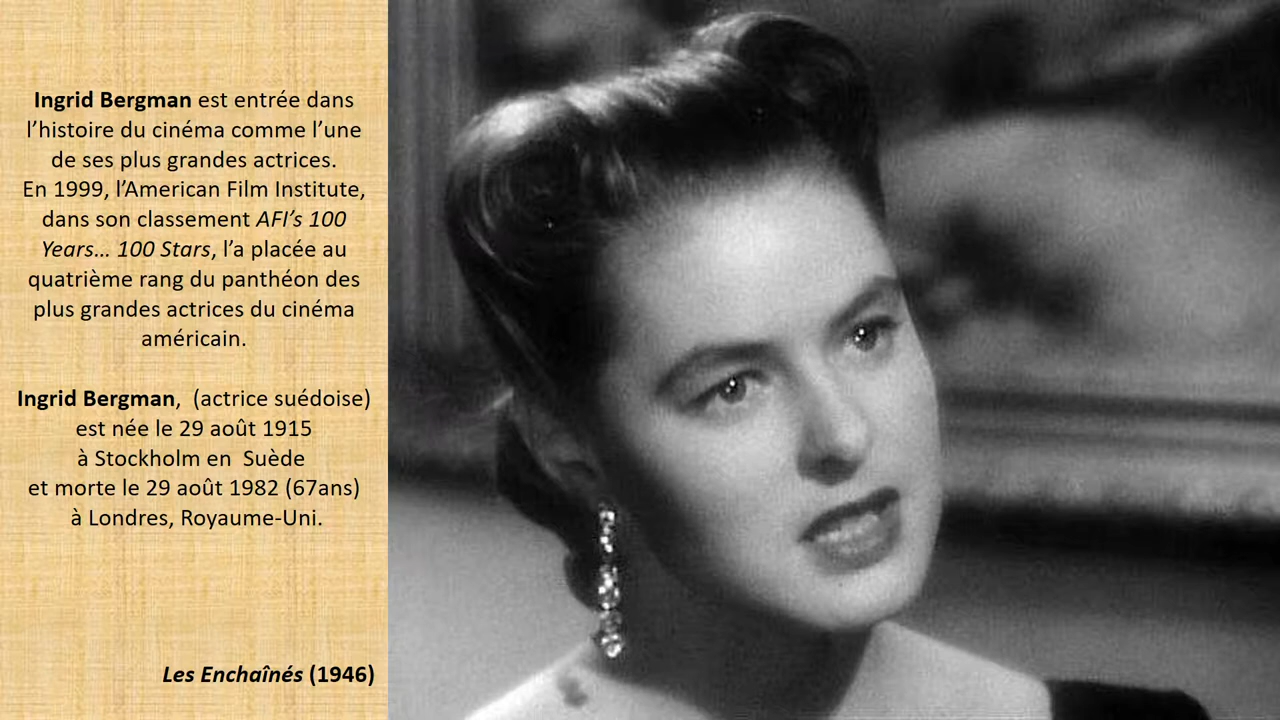 Ingrid Bergman est entrée dans
l’histoire du cinéma comme l’une
de ses plus grandes actrices.
En 1999, l’American Film Institute,
dans son classement AFI’s 100
Years… 100 Stars, l’a placée au
quatrième rang du panthéon des
plus grandes actrices du cinéma
américain.
Ingrid Bergman,  (actrice suédoise)
est née le 29 août 1915
à Stockholm en  Suède
et morte le 29 août 1982 (67ans)
à Londres, Royaume-Uni.
Les Enchaînés (1946)